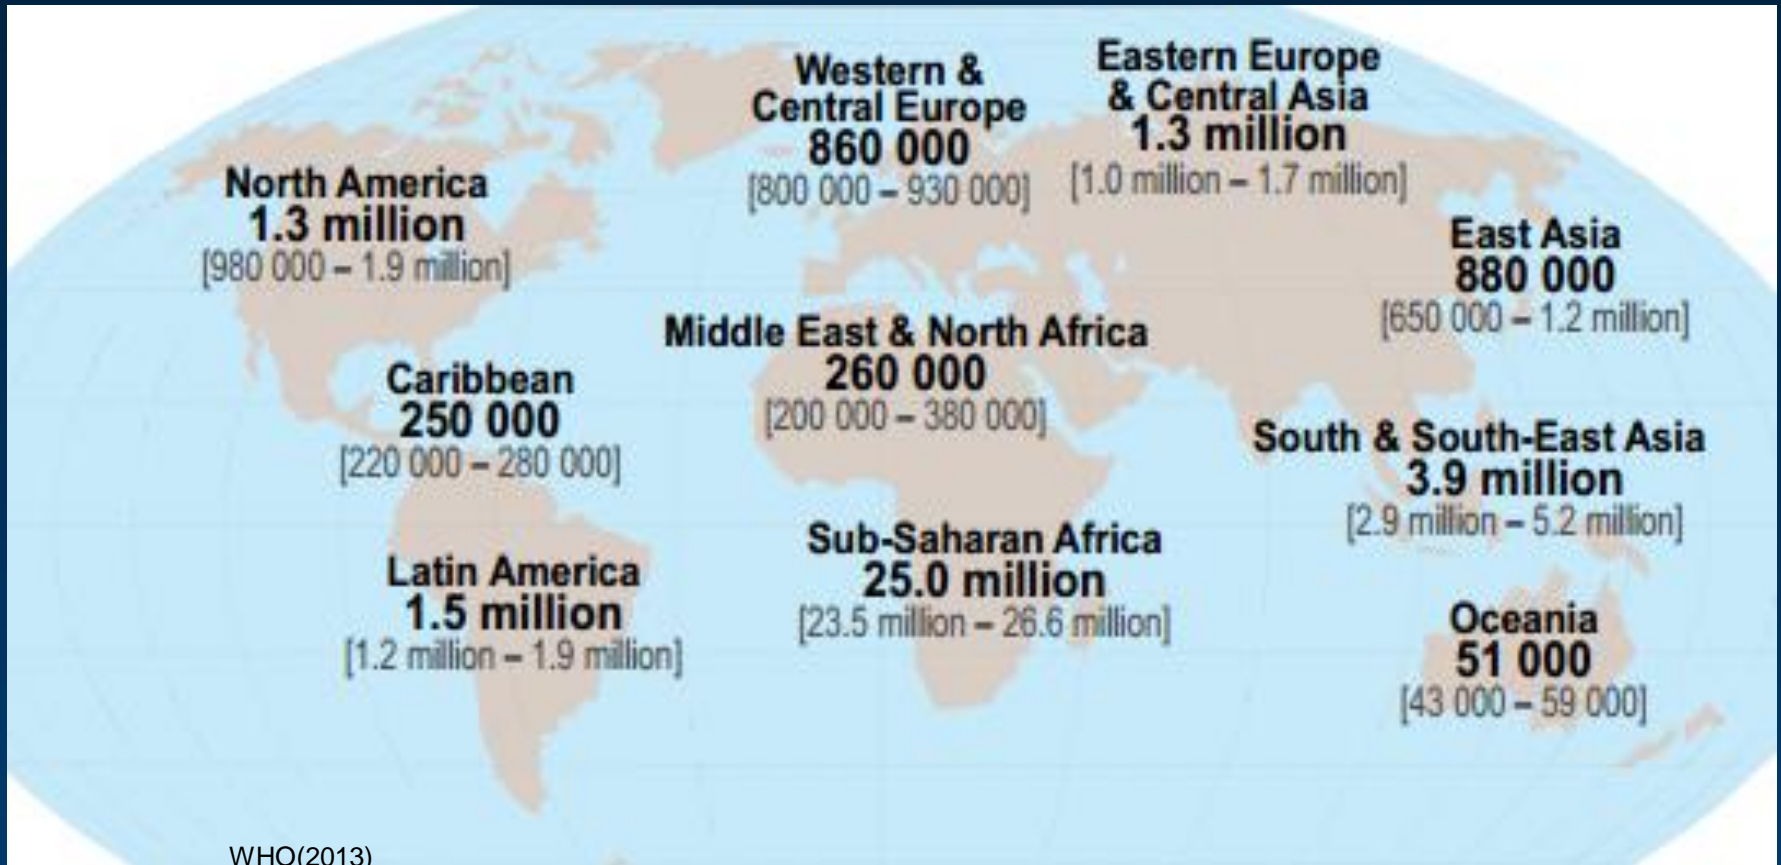 Western &
Central Europe
860 000
[800 000 – 930 000]
Eastern Europe
& Central Asia
1.3 million
[1.0 million – 1.7 million]
North America
1.3 million
[980 000 – 1.9 million]
East Asia
880 000
[650 000 – 1.2 million]
Middle East & North Africa
260 000
[200 000 – 380 000]
Caribbean
250 000
[220 000 – 280 000]
South & South-East Asia
3.9 million
[2.9 million – 5.2 million]
Sub-Saharan Africa
25.0 million
[23.5 million – 26.6 million]
Latin America
1.5 million
[1.2 million – 1.9 million]
Oceania
51 000
[43 000 – 59 000]
WHO(2013)